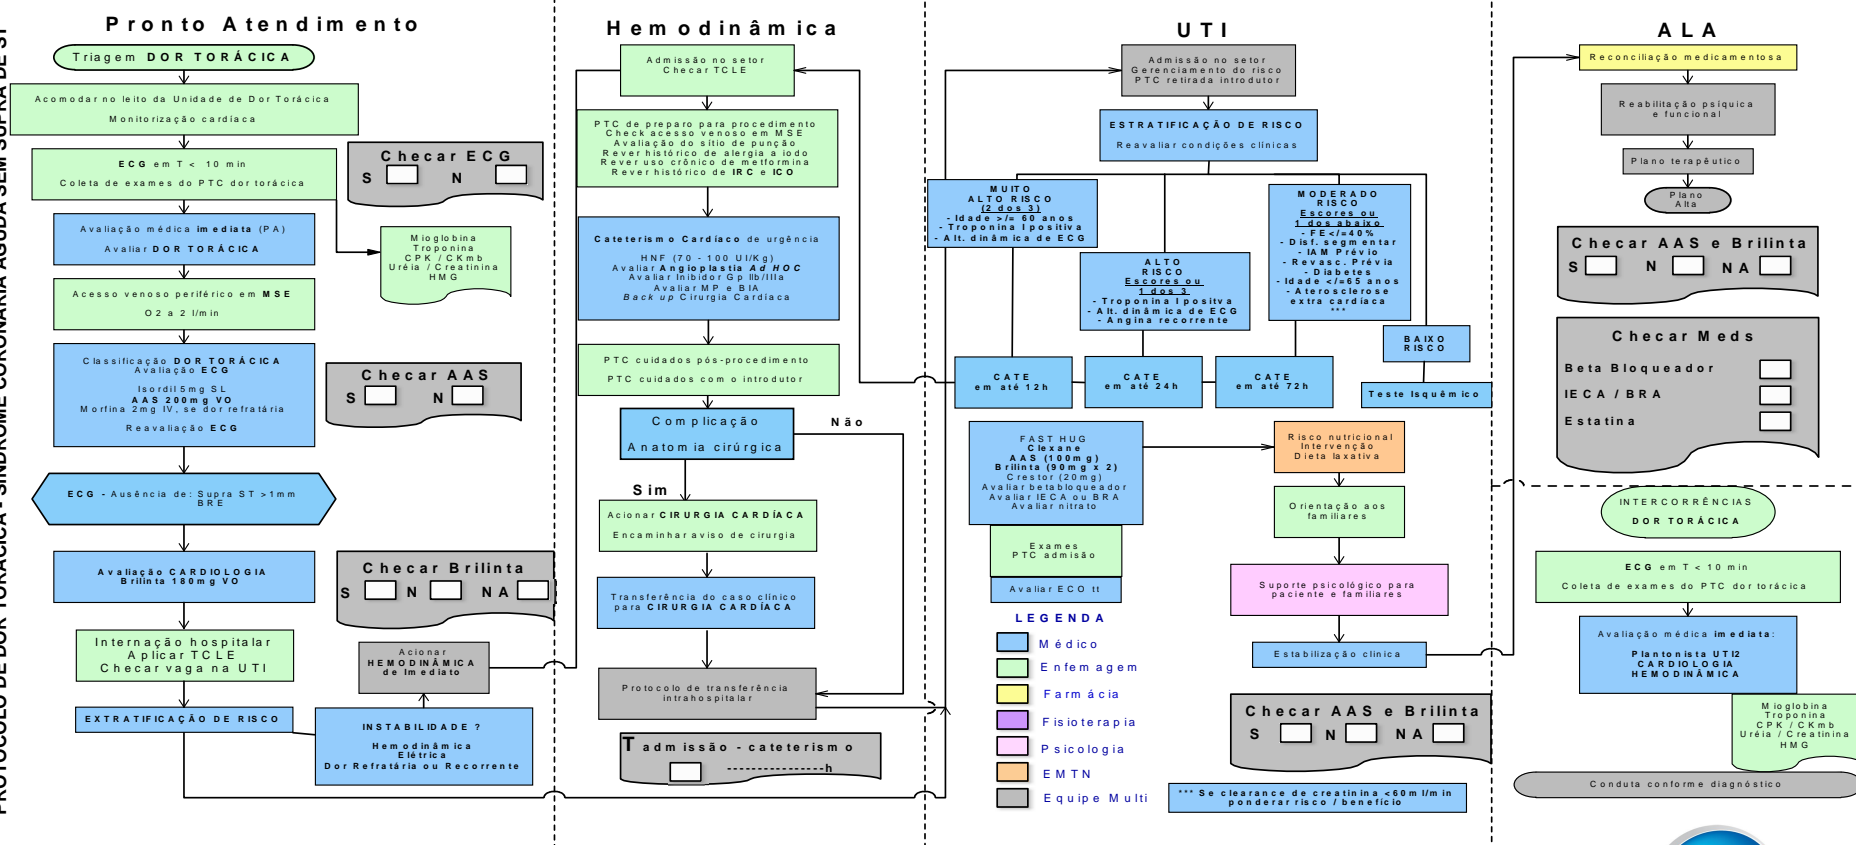 PROTOCOLO DE DOR TORÁCICA - SÍNDROME CORONARIA AGUDA SEM SUPRA DE ST
Pronto Atendimento
Triagem DOR TORÁCICA
Acomodar no leito da Unidade de Dor Torácica
Monitorização cardíaca
ECG em T < 10 min
Coleta de exames do PTC dor torácica
Checar ECG
S N
Avaliação médica imediata (PA)
Avaliar DOR TORÁCICA
Mioglobina
Troponina
CPK / CKmb
Uréia / Creatinina
HMG
Acesso venoso periférico em MSE
O2 a 2 l/min
Classificação DOR TORÁCICA
Avaliação ECG
Isordil 5mg SL
AAS 200mg VO
Morfina 2mg IV, se dor refratária
Reavaliação ECG
Checar AAS
S N
ECG - Ausência de: Supra ST >1mm
BRE
Avaliação CARDIOLOGIA
Brilinta 180mg VO
Checar Brilinta
S N NA
Internação hospitalar
Aplicar TCLE
Checar vaga na UTI
Acionar
HEMODINÂMICA
de Imediato
EXTRATIFICAÇÃO DE RISCO
INSTABILIDADE ?
Hemodinâmica
Elétrica
Dor Refratária ou Recorrente
Hemodinâmica
Admissão no setor
Checar TCLE
PTC de preparo para procedimento
Check acesso venoso em MSE
Avaliação do sítio de punção
Rever histórico de alergia a iodo
Rever uso crônico de metformina
Rever histórico de IRC e ICO
Cateterismo Cardíaco de urgência
HNF (70 - 100 UI/Kg)
Avaliar Angioplastia Ad HOC
Avaliar Inibidor Gp IIb/IIIa
Avaliar MP e BIA
Back up Cirurgia Cardíaca
PTC cuidados pós-procedimento
PTC cuidados com o introdutor
Complicação
Anatomia cirúrgica
Não
Sim
Acionar CIRURGIA CARDÍACA
Encaminhar aviso de cirurgia
Transferência do caso clínico
para CIRURGIA CARDÍACA
Protocolo de transferência
intrahospitalar
T admissão - cateterismo
---------------h
UTI
Admissão no setor
Gerenciamento do risco
PTC retirada introdutor
ESTRATIFICAÇÃO DE RISCO
Reavaliar condições clínicas
MUITO
ALTO RISCO
(2 dos 3)
- Idade >/= 60 anos
- Troponina I positiva
- Alt. dinâmica de ECG
ALTO
RISCO
Escores ou
1 dos 3
- Troponina I positva
- Alt. dinâmica de ECG
- Angina recorrente
MODERADO
RISCO
Escores ou
1 dos abaixo
- FE</=40%
- Disf. segmentar
- IAM Prévio
- Revasc. Prévia
- Diabetes
- Idade </=65 anos
- Aterosclerose
extra cardíaca
***
BAIXO
RISCO
CATE
em até 12h
CATE
em até 24h
CATE
em até 72h
Teste Isquêmico
FAST HUG
Clexane
AAS (100mg)
Brilinta (90mg x 2)
Crestor (20mg)
Avaliar betabloqueador
Avaliar IECA ou BRA
Avaliar nitrato
Exames
PTC admisão
Avaliar ECO tt
Risco nutricional
Intervenção
Dieta laxativa
Orientação aos
familiares
Suporte psicológico para
paciente e familiares
Estabilização clinica
LEGENDA
Médico
Enfemagem
Farmácia
Fisioterapia
Psicologia
EMTN
Equipe Multi
Checar AAS e Brilinta
S N NA
*** Se clearance de creatinina <60ml/min
ponderar risco / benefício
ALA
Reconciliação medicamentosa
Reabilitação psíquica
e funcional
Plano terapêutico
Plano
Alta
Checar AAS e Brilinta
S N NA
Checar Meds
Beta Bloqueador
IECA / BRA
Estatina
INTERCORRÊNCIAS
DOR TORÁCICA
ECG em T < 10 min
Coleta de exames do PTC dor torácica
Avaliação médica imediata:
Plantonista UTI2
CARDIOLOGIA
HEMODINÂMICA
Mioglobina
Troponina
CPK / CKmb
Uréia / Creatinina
HMG
Conduta conforme diagnóstico